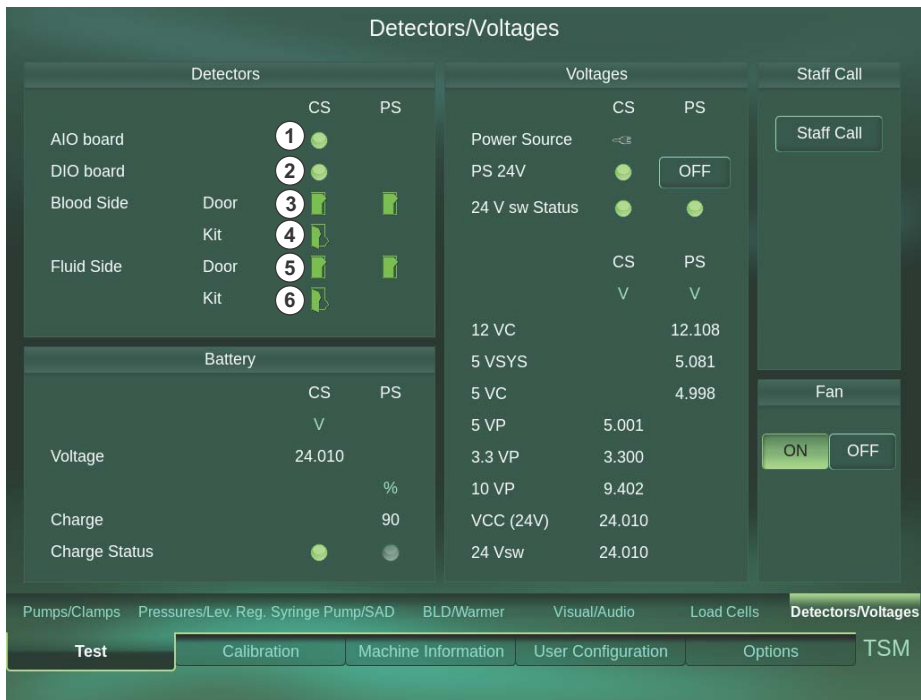 Detectors/Voltages
Detectors
CS PS
AIO board 1
DIO board 2
Blood Side Door 3
Kit 4
Fluid Side Door 5
Kit 6
Battery
CS PS
V
Voltage 24.010
%
Charge 90
Charge Status
Voltages
CS PS
Power Source
PS 24V OFF
24 V sw Status
CS PS
V V
12 VC 12.108
5 VSYS 5.081
5 VC 4.998
5 VP 5.001
3.3 VP 3.300
10 VP 9.402
VCC (24V) 24.010
24 Vsw 24.010
Staff Call
Staff Call
Fan
ON OFF
Pumps/Clamps Pressures/Lev. Reg. Syringe Pump/SAD BLD/Warmer Visual/Audio Load Cells Detectors/Voltages
Test Calibration Machine Information User Configuration Options TSM